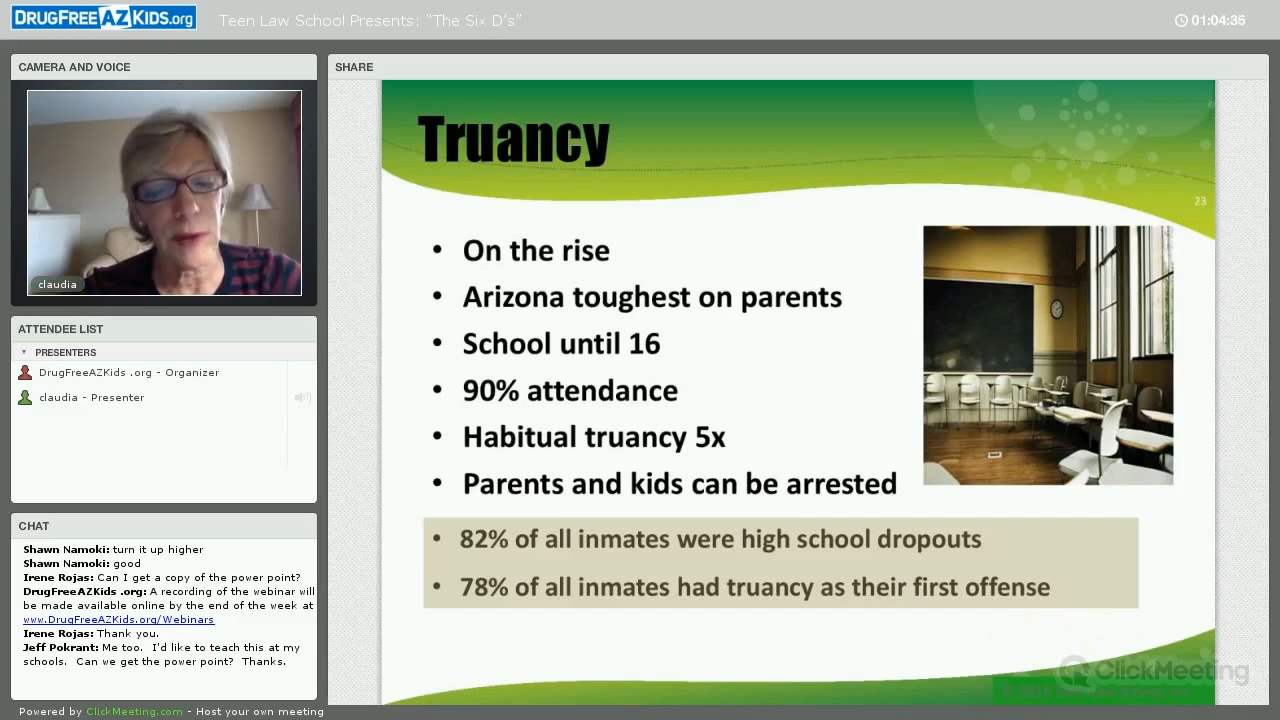 DRUGFREEAZKIDS.org
Teen Law School Presents: "The Six D's"
01:04:35
CAMERA AND VOICE
claudia
ATTENDEE LIST
PRESENTERS
DrugFreeAZKids .org - Organizer
claudia - Presenter
CHAT
Shawn Namoki: turn it up higher
Shawn Namoki: good
Irene Rojas: Can I get a copy of the power point?
DrugFreeAZKids .org: A recording of the webinar will
be made available online by the end of the week at
www.DrugFreeAZKids.org/Webinars
Irene Rojas: Thank you.
Jeff Pokrant: Me too. I'd like to teach this at my
schools. Can we get the power point? Thanks.
Powered by ClickMeeting.com - Host your own meeting
SHARE
Truancy
23
• On the rise
• Arizona toughest on parents
• School until 16
• 90% attendance
• Habitual truancy 5x
• Parents and kids can be arrested
• 82% of all inmates were high school dropouts
• 78% of all inmates had truancy as their first offense
ClickMeeting